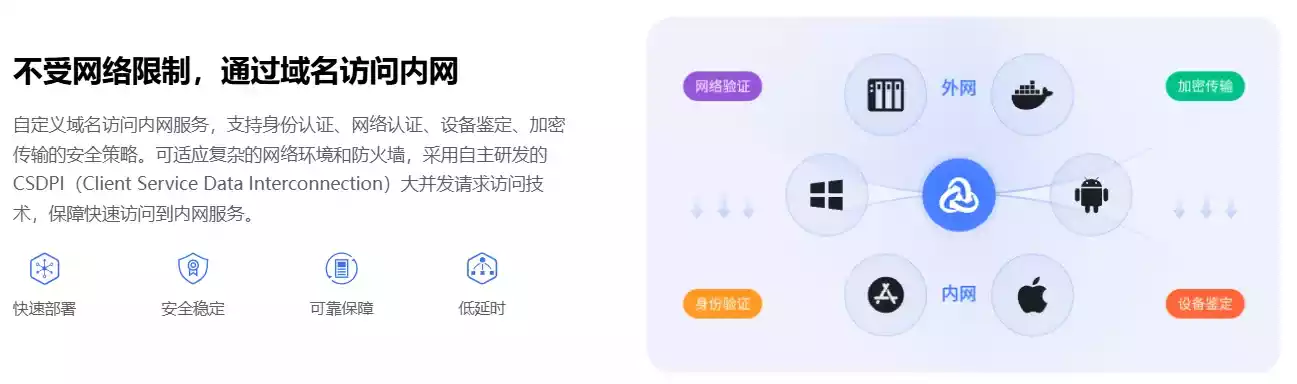 不受网络限制，通过域名访问内网
自定义域名访问内网服务，支持身份认证、网络认证、设备鉴定、加密
传输的安全策略。可适应复杂的网络环境和防火墙，采用自主研发的
CSDPI（Client Service Data Interconnection）大并发请求访问技
术，保障快速访问到内网服务。
快速部署
安全稳定
可靠保障
低延时
网络验证
外网
加密传输
身份验证
内网
设备鉴定